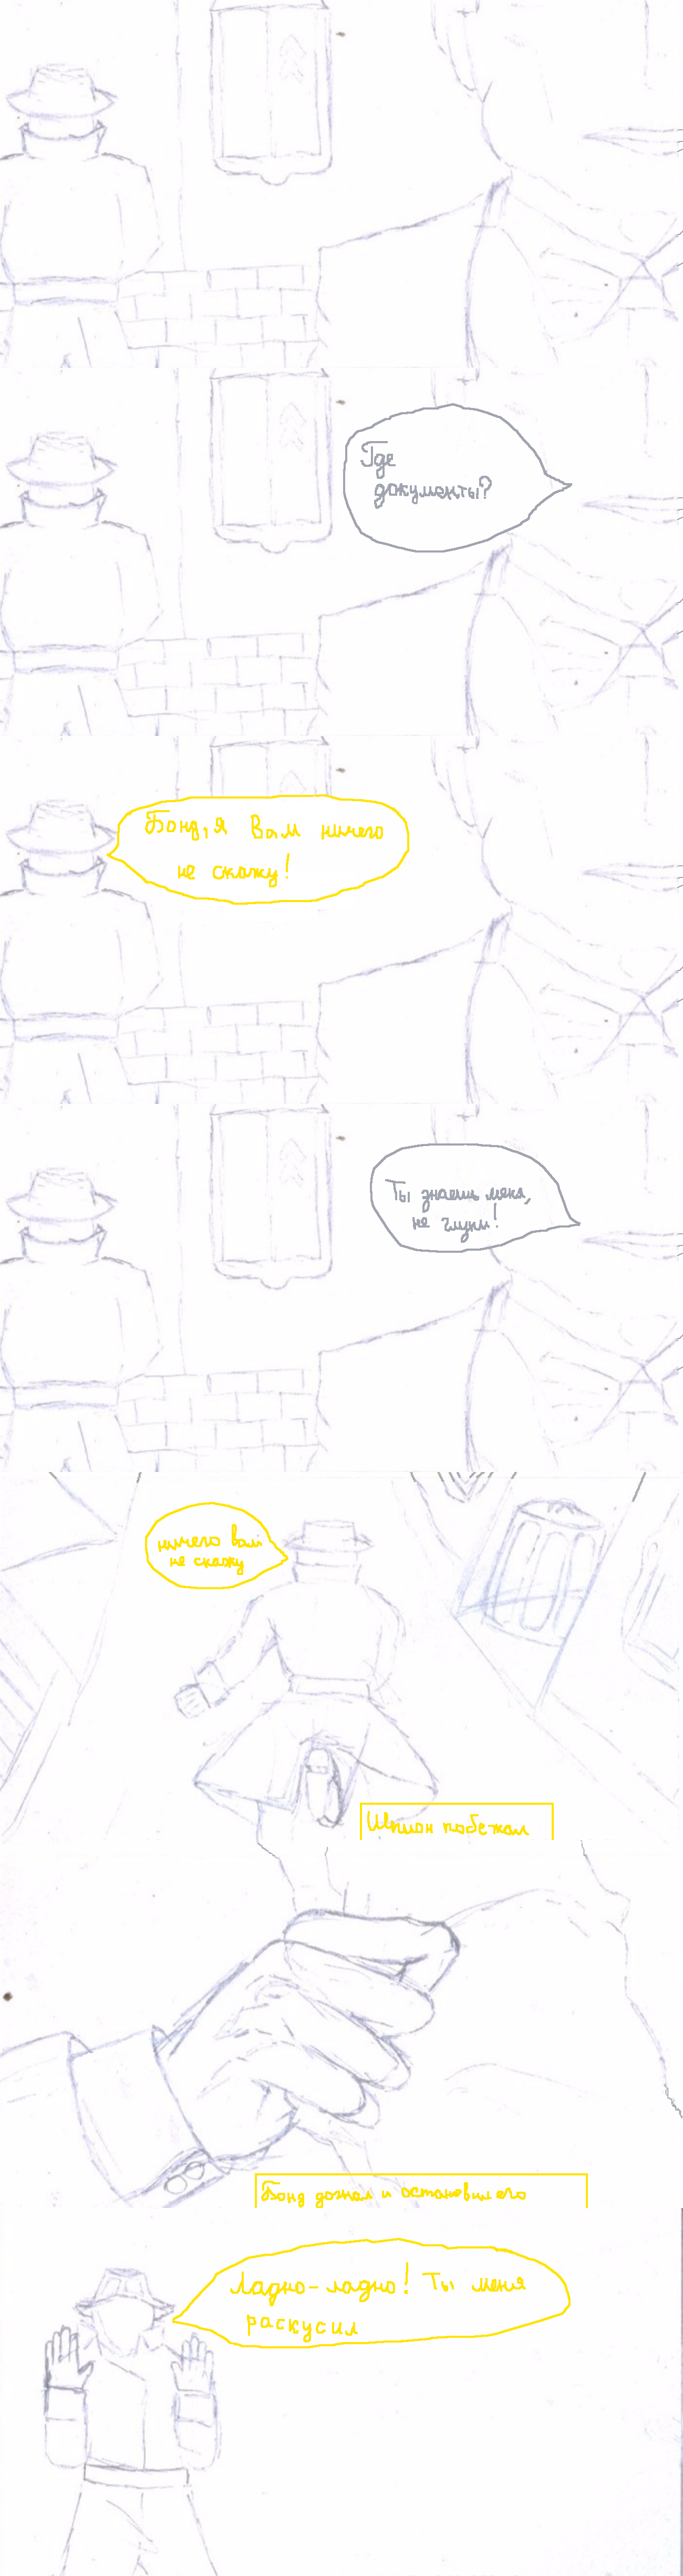 Где
документы?
Бонд, я Вам ничего
не скажу!
Ты знаешь меня,
не глупи!
ничего вам
не скажу
Шпион побежал
Бонд догнал и остановил его
Ладно-ладно! Ты меня
раскусил